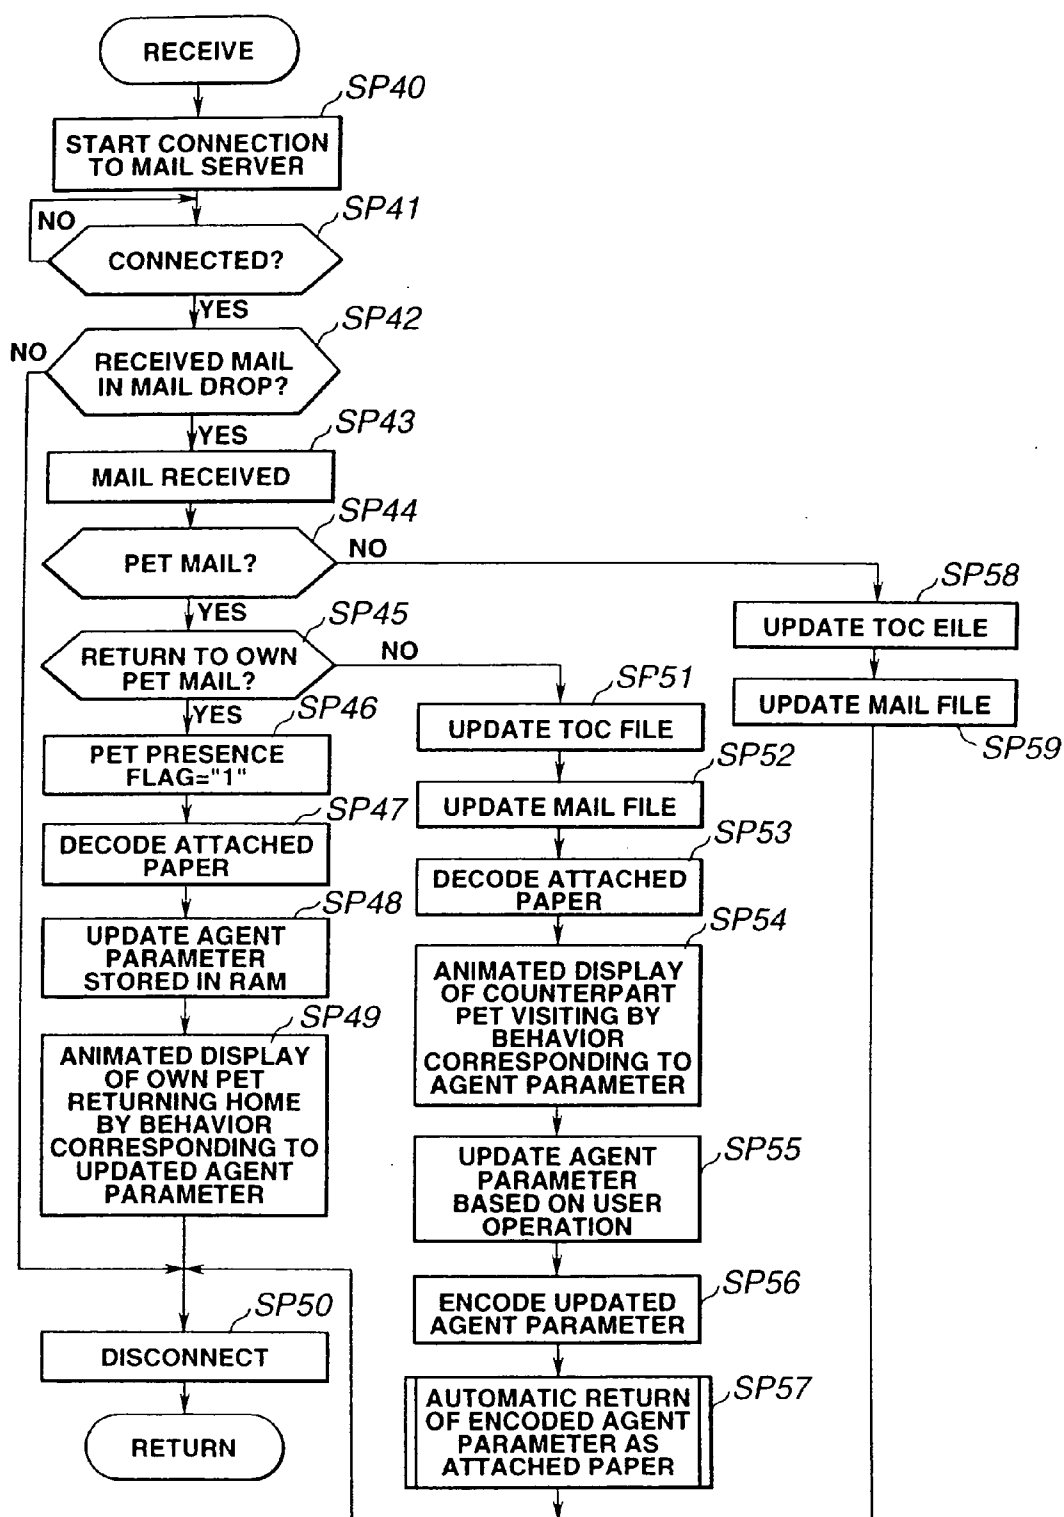 RECEIVE
SP40
START CONNECTION
TO MAIL SERVER
NO
SP41
CONNECTED?
YES
SP42
NO
RECEIVED MAIL
IN MAIL DROP?
YES
SP43
MAIL RECEIVED
SP44
PET MAIL?
NO
YES
SP45
RETURN TO OWN
PET MAIL?
NO
YES
SP46
PET PRESENCE
FLAG="1"
SP47
DECODE ATTACHED
PAPER
SP48
UPDATE AGENT
PARAMETER
STORED IN RAM
SP49
ANIMATED DISPLAY
OF OWN PET
RETURNING HOME
BY BEHAVIOR
CORRESPONDING TO
UPDATED AGENT
PARAMETER
SP50
DISCONNECT
RETURN
SP51
UPDATE TOC FILE
SP52
UPDATE MAIL FILE
SP53
DECODE ATTACHED
PAPER
SP54
ANIMATED DISPLAY
OF COUNTERPART
PET VISITING BY
BEHAVIOR
CORRESPONDING TO
AGENT PARAMETER
SP55
UPDATE AGENT
PARAMETER
BASED ON USER
OPERATION
SP56
ENCODE UPDATED
AGENT PARAMETER
SP57
AUTOMATIC RETURN
OF ENCODED AGENT
PARAMETER AS
ATTACHED PAPER
SP58
UPDATE TOC EILE
UPDATE MAIL FILE
SP59